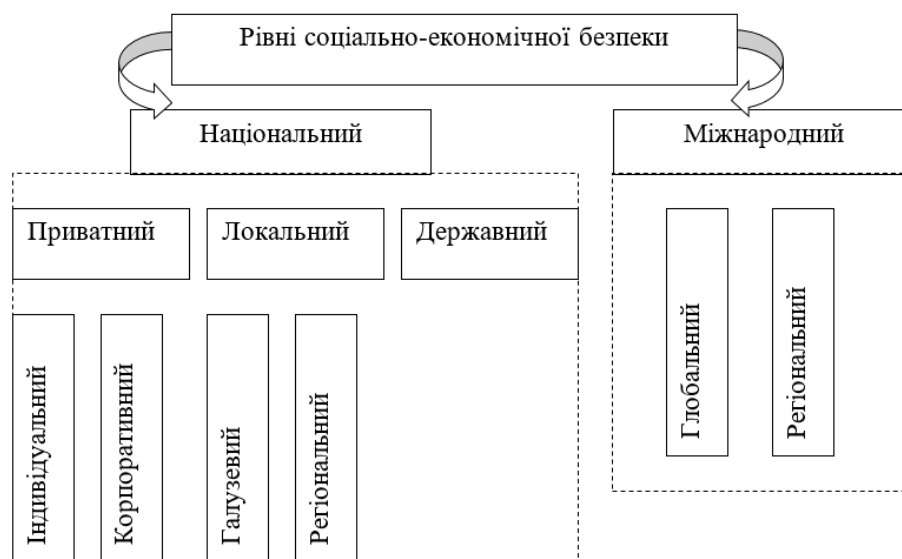 Рівні соціально-економічної безпеки
Національний
Міжнародний
Приватний
Локальний
Державний
Індивідуальний
Корпоративний
Галузевий
Регіональний
Глобальний
Регіональний